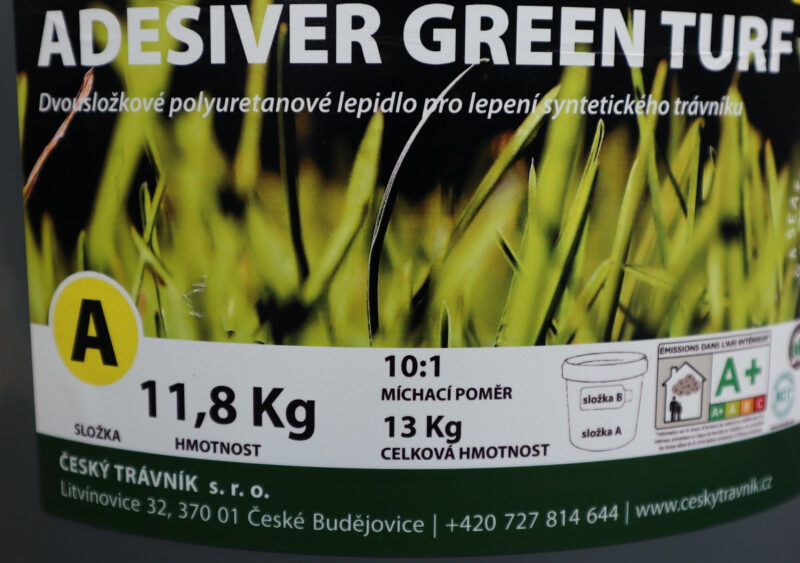 ADESIVER GREEN TURF
Dvousložkové polyuretanové lepidlo pro lepení syntetického trávníku
A
SLOŽKA
11,8 Kg
HMOTNOST
10:1
MÍCHACÍ POMĚR
13 Kg
CELKOVÁ HMOTNOST
složka B
složka A
ÉMISSIONS DANS L'AIR INTÉRIEUR*
A+
A+ A B C
ČESKÝ TRÁVNÍK s. r. o.
Litvínovice 32, 370 01 České Budějovice | +420 727 814 644 | www.ceskytravnik.cz